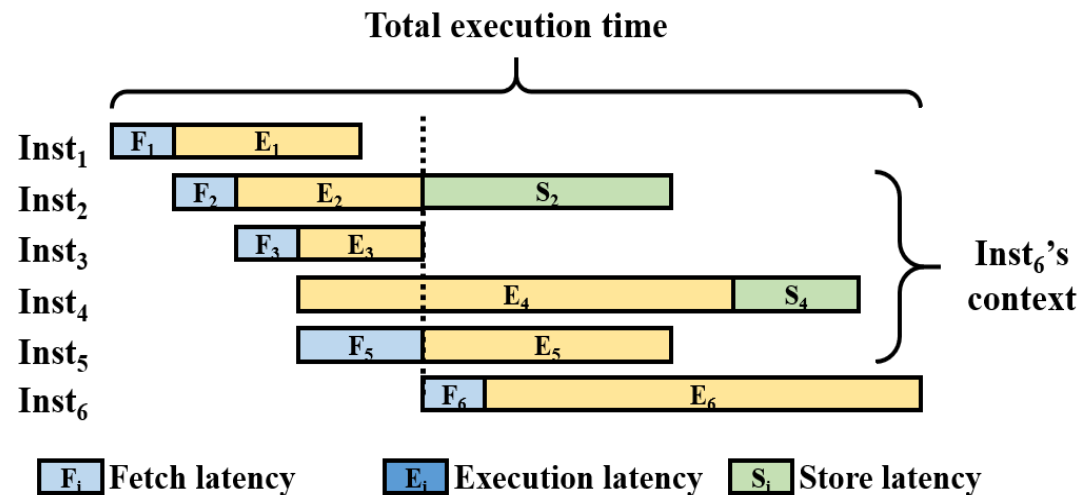 Total execution time
Inst1 F1 E1
Inst2 F2 E2 S2
Inst3 F3 E3
Inst4 E4 S4
Inst5 F5 E5
Inst6 F6 E6
Inst6's
context
Fi Fetch latency Ei Execution latency Si Store latency